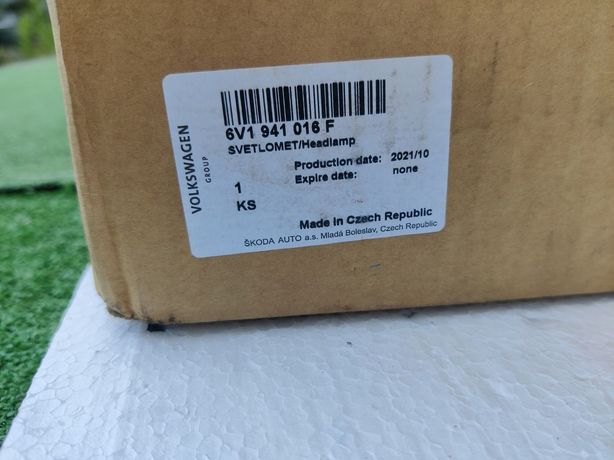 VOLKSWAGEN
GROUP
6V1 941 016 F
SVETLOMET/Headlamp
Production date: 2021/10
Expire date: none
1
KS
Made in Czech Republic
ŠKODA AUTO a.s. Mladá Boleslav, Czech Republic